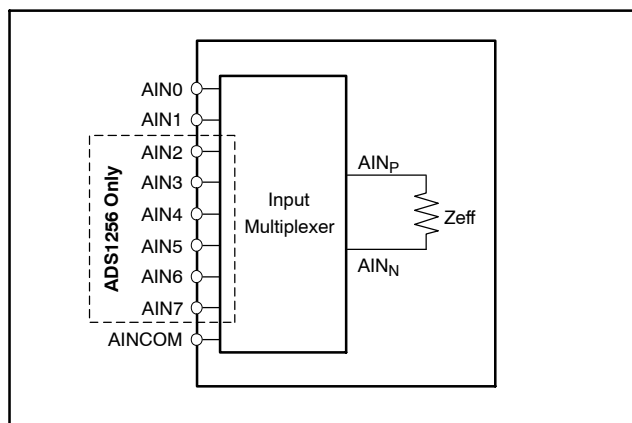 AIN0
AIN1
AIN2
AIN3
AIN4
AIN5
AIN6
AIN7
AINCOM
ADS1256 Only
Input
Multiplexer
AINP
Zeff
AINN